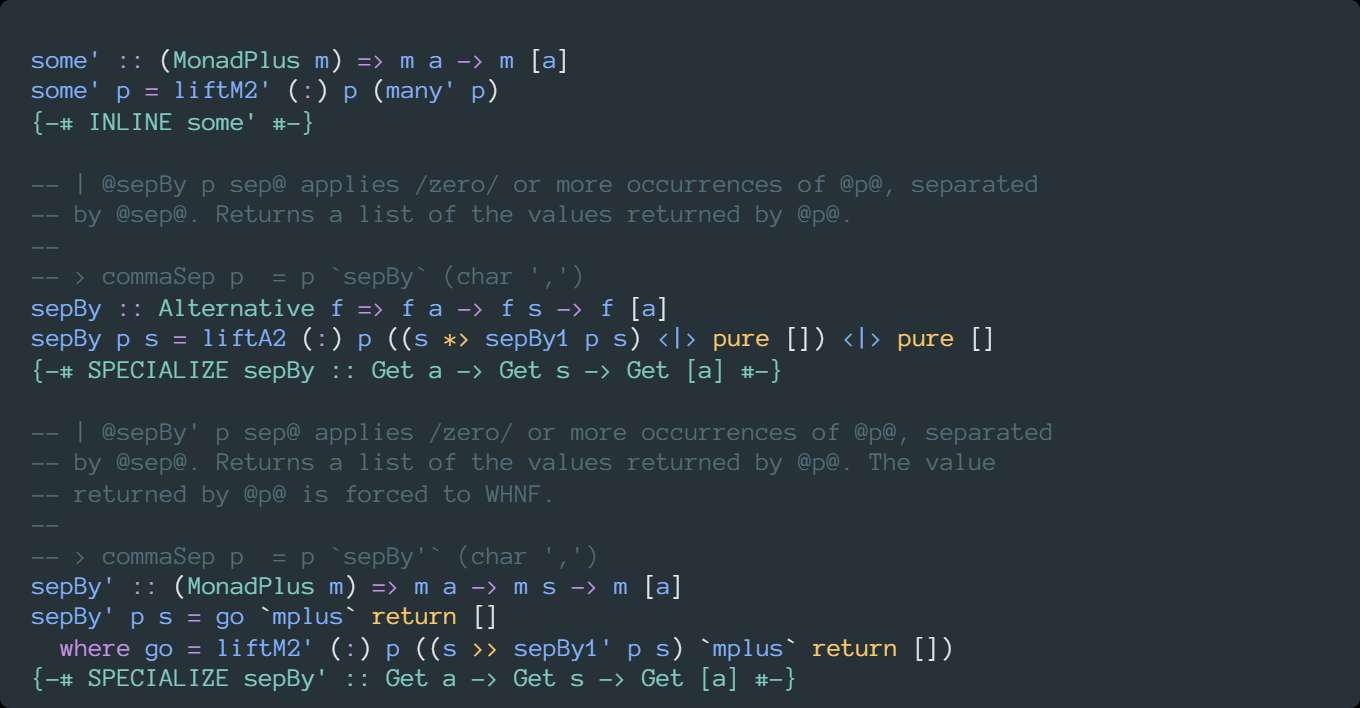 some' :: (MonadPlus m) => m a -> m [a]
some' p = liftM2' (:) p (many' p)
{-# INLINE some' #-}

-- | @sepBy p sep@ applies /zero/ or more occurrences of @p@, separated
-- by @sep@. Returns a list of the values returned by @p@.
--
-- > commaSep p  = p `sepBy` (char ',')
sepBy :: Alternative f => f a -> f s -> f [a]
sepBy p s = liftA2 (:) p ((s *> sepBy1 p s) <|> pure []) <|> pure []
{-# SPECIALIZE sepBy :: Get a -> Get s -> Get [a] #-}

-- | @sepBy' p sep@ applies /zero/ or more occurrences of @p@, separated
-- by @sep@. Returns a list of the values returned by @p@. The value
-- returned by @p@ is forced to WHNF.
--
-- > commaSep p  = p `sepBy'` (char ',')
sepBy' :: (MonadPlus m) => m a -> m s -> m [a]
sepBy' p s = go `mplus` return []
  where go = liftM2' (:) p ((s >> sepBy1' p s) `mplus` return [])
{-# SPECIALIZE sepBy' :: Get a -> Get s -> Get [a] #-}